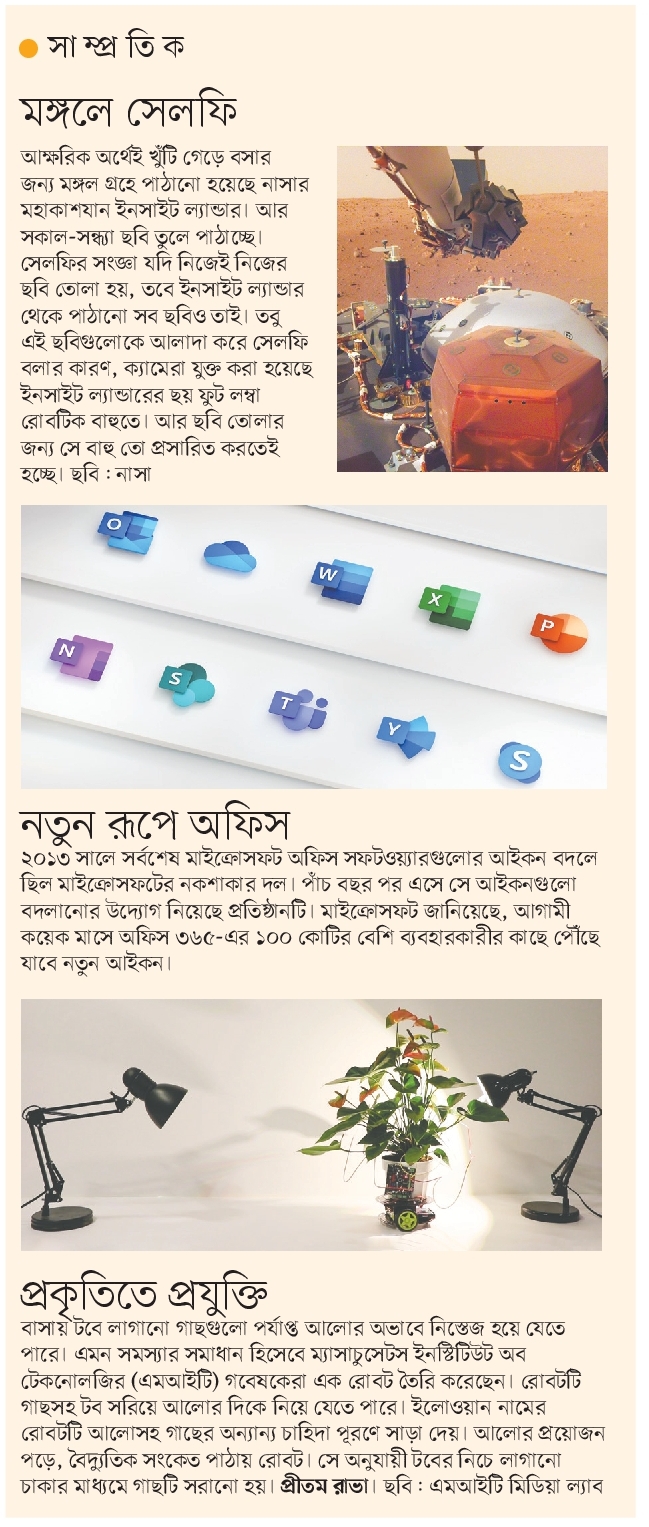 সাম্প্রতিক
মঙ্গলে সেলফি
আক্ষরিক অর্থেই খুঁটি গেড়ে বসার
জন্য মঙ্গল গ্রহে পাঠানো হয়েছে নাসার
মহাকাশযান ইনসাইট ল্যান্ডার। আর
সকাল-সন্ধ্যা ছবি তুলে পাঠাচ্ছে।
সেলফির সংজ্ঞা যদি নিজেই নিজের
ছবি তোলা হয়, তবে ইনসাইট ল্যান্ডার
থেকে পাঠানো সব ছবিও তাই। তবু
এই ছবিগুলোকে আলাদা করে সেলফি
বলার কারণ, ক্যামেরা যুক্ত করা হয়েছে
ইনসাইট ল্যান্ডারের ছয় ফুট লম্বা
রোবটিক বাহুতে। আর ছবি তোলার
জন্য সে বাহু তো প্রসারিত করতেই
হচ্ছে। ছবি : নাসা
O
W
X
P
N
S
T
Y
S
নতুন রূপে অফিস
২০১৩ সালে সর্বশেষ মাইক্রোসফট অফিস সফটওয়্যারগুলোর আইকন বদলে
ছিল মাইক্রোসফটের নকশাকার দল। পাঁচ বছর পর এসে সে আইকনগুলো
বদলানোর উদ্যোগ নিয়েছে প্রতিষ্ঠানটি। মাইক্রোসফট জানিয়েছে, আগামী
কয়েক মাসে অফিস ৩৬৫-এর ১০০ কোটির বেশি ব্যবহারকারীর কাছে পৌঁছে
যাবে নতুন আইকন।
প্রকৃতিতে প্রযুক্তি
বাসায় টবে লাগানো গাছগুলো পর্যাপ্ত আলোর অভাবে নিস্তেজ হয়ে যেতে
পারে। এমন সমস্যার সমাধান হিসেবে ম্যাসাচুসেটস ইনস্টিটিউট অব
টেকনোলজির (এমআইটি) গবেষকেরা এক রোবট তৈরি করেছেন। রোবটটি
গাছসহ টব সরিয়ে আলোর দিকে নিয়ে যেতে পারে। ইলোওয়ান নামের
রোবটটি আলোসহ গাছের অন্যান্য চাহিদা পূরণে সাড়া দেয়। আলোর প্রয়োজন
পড়ে, বৈদ্যুতিক সংকেত পাঠায় রোবট। সে অনুযায়ী টবের নিচে লাগানো
চাকার মাধ্যমে গাছটি সরানো হয়। প্রীতম রাভা। ছবি : এমআইটি মিডিয়া ল্যাব